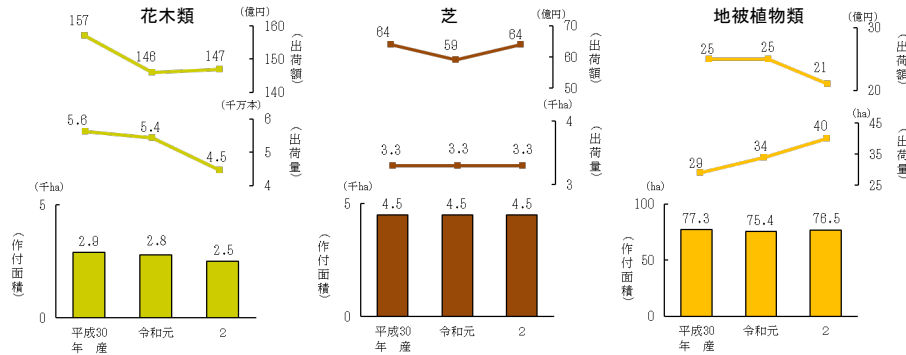 花木類
(億円)
160
150
140
(出荷額)
157
146
147
(千万本)
6
5
4
(出荷量)
5.6
5.4
4.5
(千ha)
5
0
(作付面積)
2.9
2.8
2.5
平成30
年 産
令和元
2
芝
(億円)
70
60
50
(出荷額)
64
59
64
(千ha)
4
3
(出荷量)
3.3
3.3
3.3
5
0
(作付面積)
4.5
4.5
4.5
平成30
年 産
令和元
2
地被植物類
(億円)
30
20
(出荷額)
25
25
21
(ha)
45
35
25
(出荷量)
29
34
40
(ha)
100
50
0
(作付面積)
77.3
75.4
76.5
平成30
年 産
令和元
2